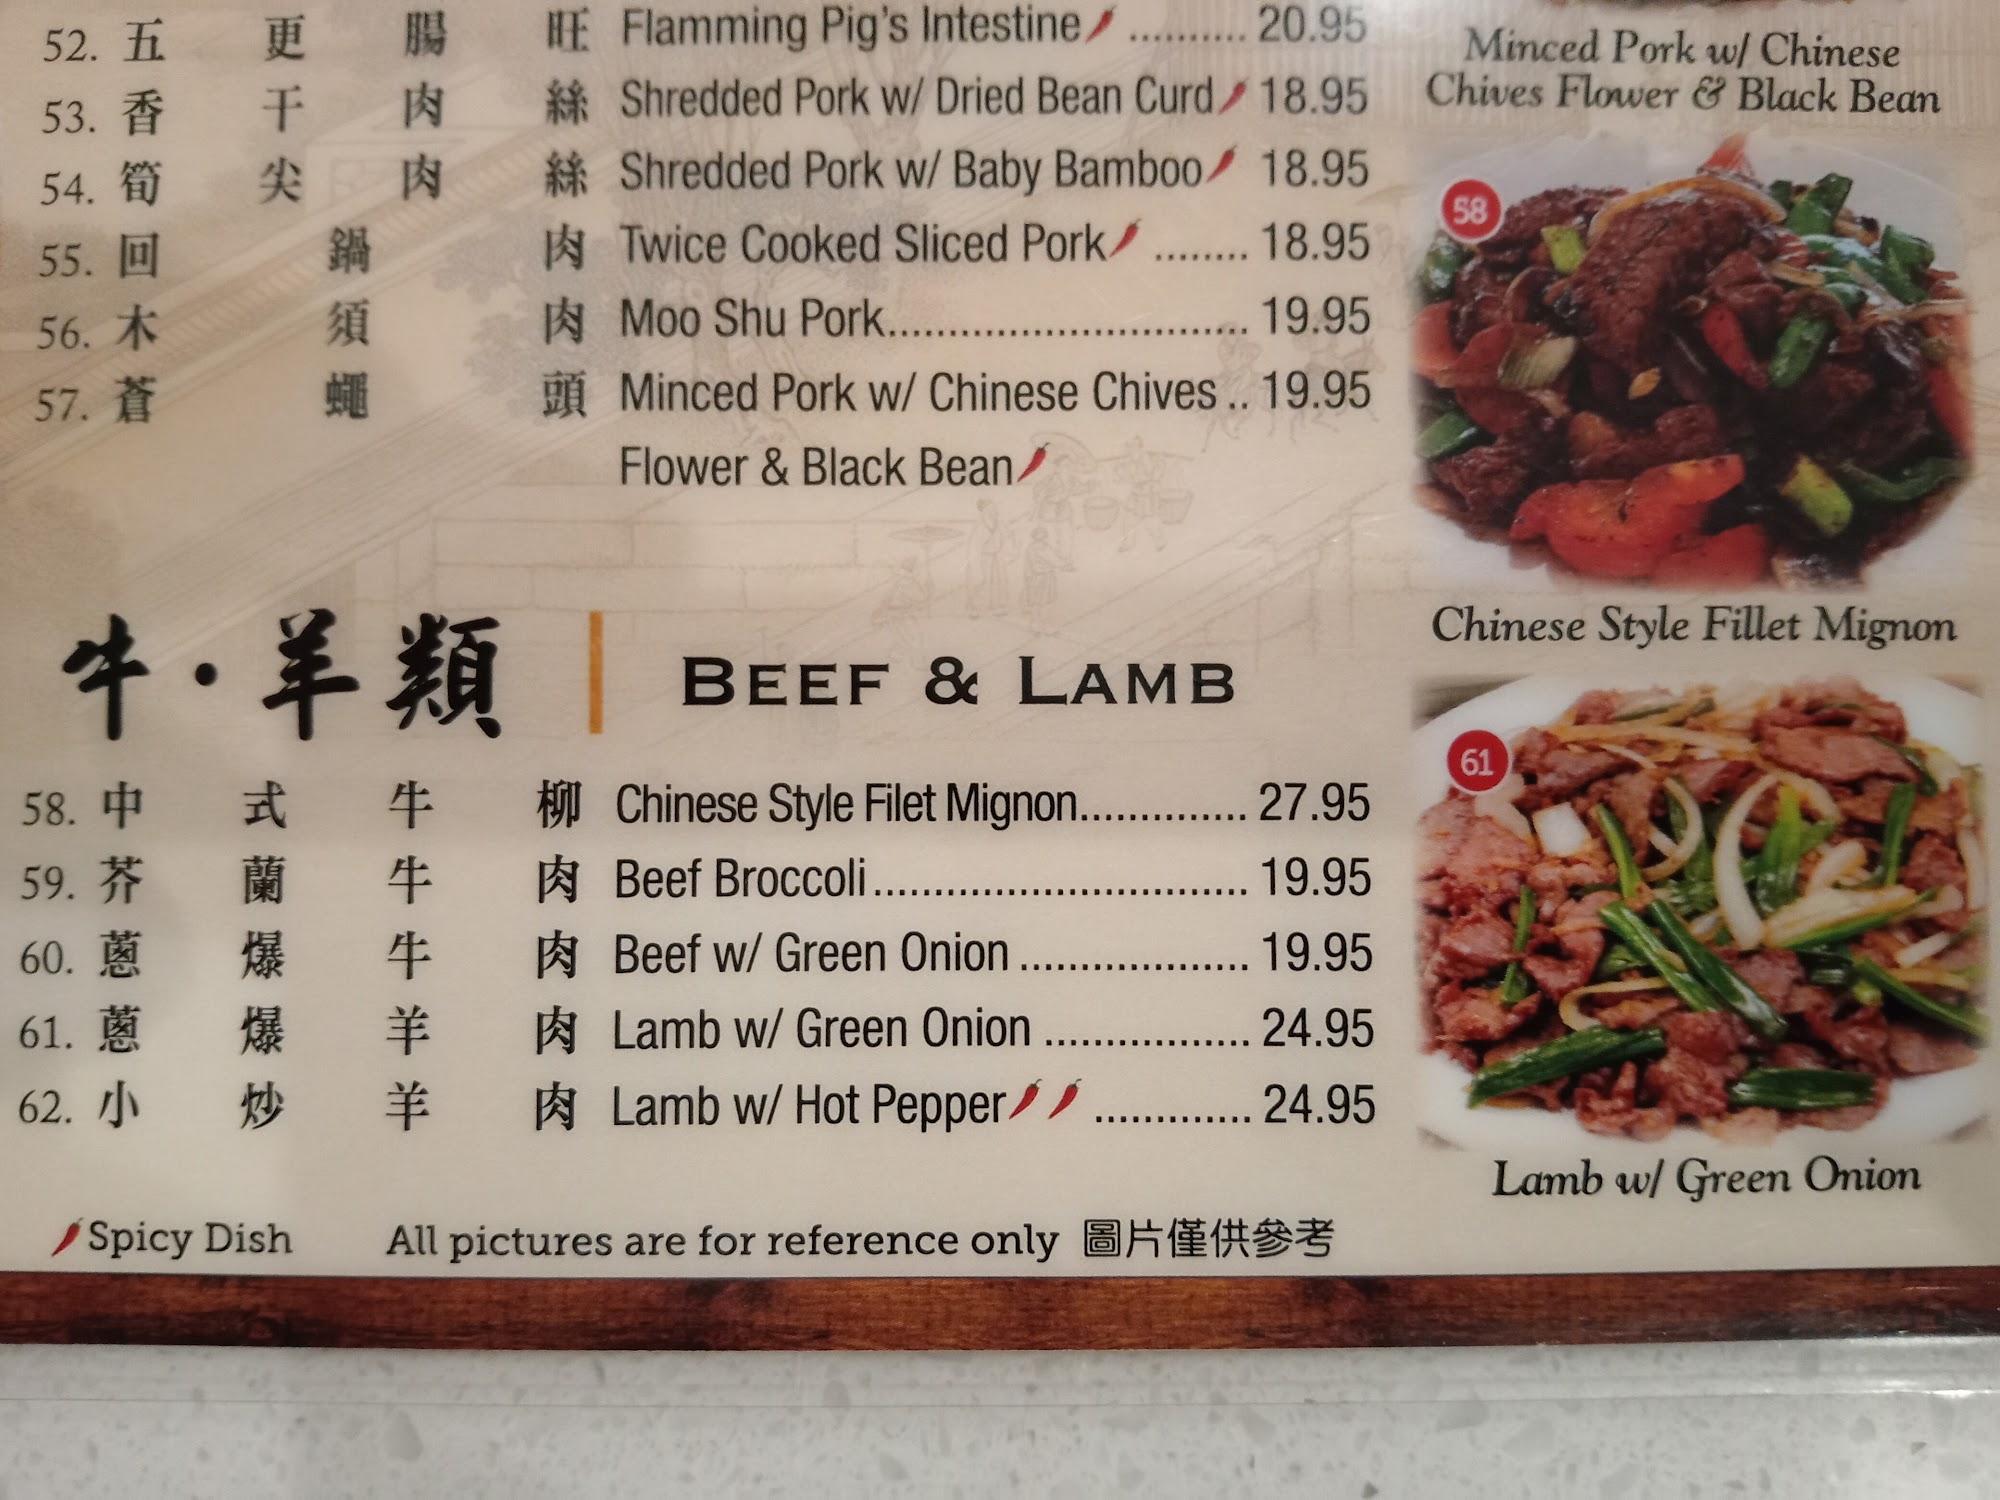 52. 五更腸旺 Flamming Pig's Intestine .......... 20.95
53. 香干肉絲 Shredded Pork w/ Dried Bean Curd 18.95
54. 筍尖肉絲 Shredded Pork w/ Baby Bamboo 18.95
55. 回鍋肉 Twice Cooked Sliced Pork ........ 18.95
56. 木須肉 Moo Shu Pork.............................. 19.95
57. 蒼蠅頭 Minced Pork w/ Chinese Chives .. 19.95
Flower & Black Bean
牛·羊類 | BEEF & LAMB
58. 中式牛柳 Chinese Style Filet Mignon.............. 27.95
59. 芥蘭牛肉 Beef Broccoli............................... 19.95
60. 蔥爆牛肉 Beef w/ Green Onion ................... 19.95
61. 蔥爆羊肉 Lamb w/ Green Onion ................. 24.95
62. 小炒羊肉 Lamb w/ Hot Pepper ............. 24.95
Spicy Dish All pictures are for reference only 圖片僅供參考
Minced Pork w/ Chinese
Chives Flower & Black Bean
58
Chinese Style Fillet Mignon
61
Lamb w/ Green Onion